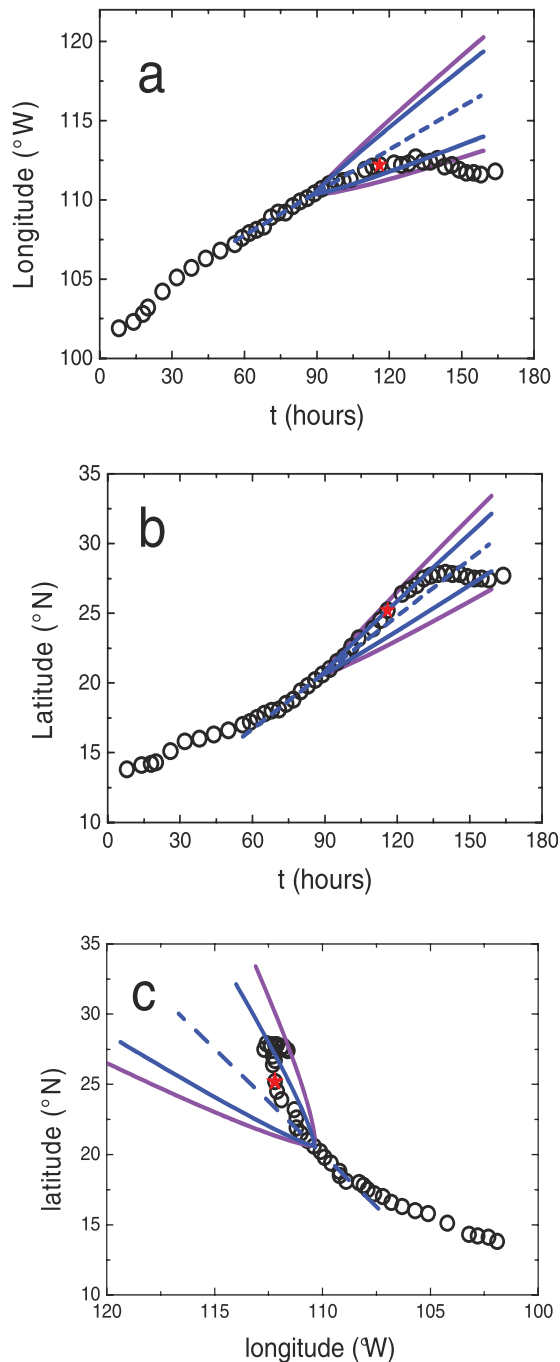 a
120
115
110
105
100
Longitude (°W)
0 30 60 90 120 150 180
t (hours)
b
35
30
25
20
15
10
Latitude (°N)
0 30 60 90 120 150 180
t (hours)
c
35
30
25
20
15
10
latitude (°N)
120 115 110 105 100
longitude (°W)